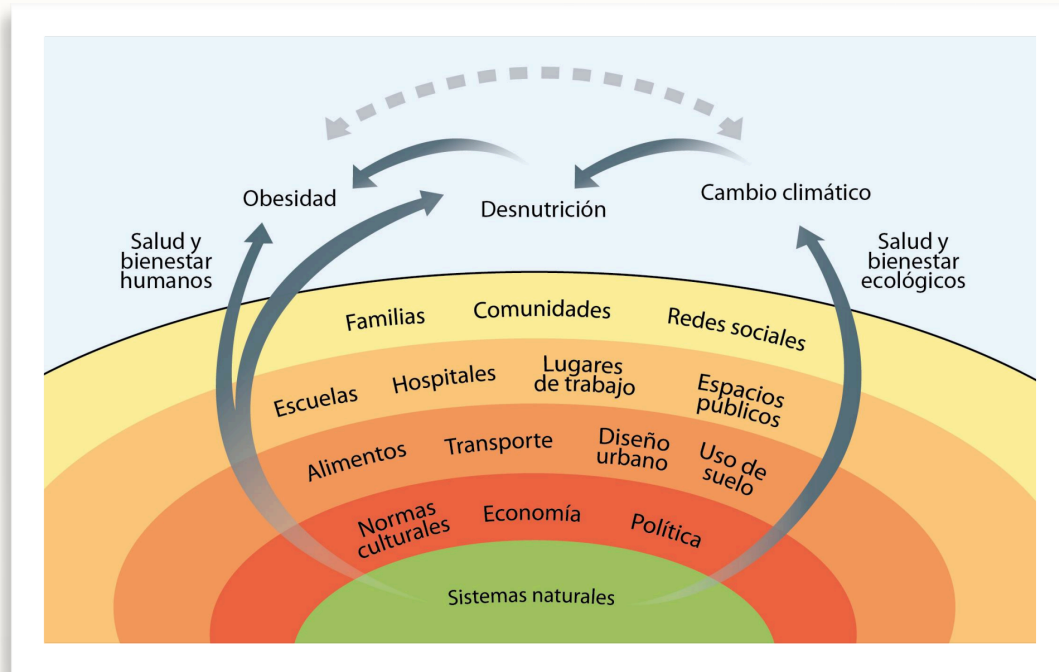 Obesidad
Desnutrición
Cambio climático
Salud y
bienestar
humanos
Salud y
bienestar
ecológicos
Familias
Comunidades
Redes sociales
Escuelas
Hospitales
Lugares
de trabajo
Espacios
públicos
Alimentos
Transporte
Diseño
urbano
Uso de
suelo
Normas
culturales
Economía
Política
Sistemas naturales